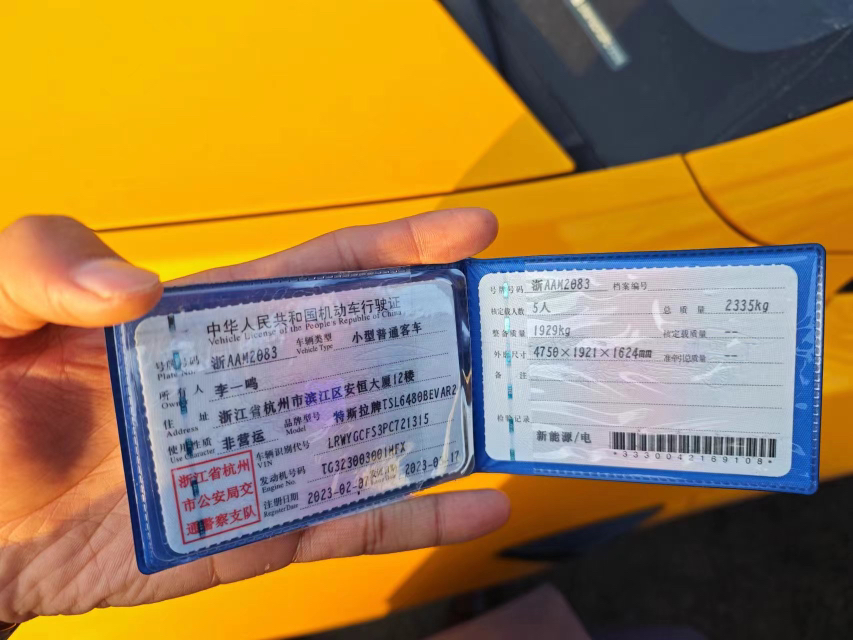 中华人民共和国机动车行驶证
Vehicle License of the People's Republic of China
号牌号码 浙AAM2083 车辆类型 小型普通客车
Plate No. Vehicle Type
所有人 李一鸣
Owner
住址 浙江省杭州市滨江区安恒大厦12楼
Address
使用性质 非营运 品牌型号 特斯拉牌TSL6480BEVAR2
Use Character Model
车辆识别代号 LRWYGCFS3PC721315
VIN
发动机号码 TG323003001HFX
Engine No.
注册日期 2023-02-07 2023-04-17
Register Date
浙江省杭州
市公安局交
通警察支队
号牌号码 浙AAM2083 档案编号
核定载人数 5人 总质量 2335kg
整备质量 1929kg 核定载质量 --
外廓尺寸 4750×1921×1624mm 准牵引总质量 --
备注
检验记录
新能源/电
*3330042169108*